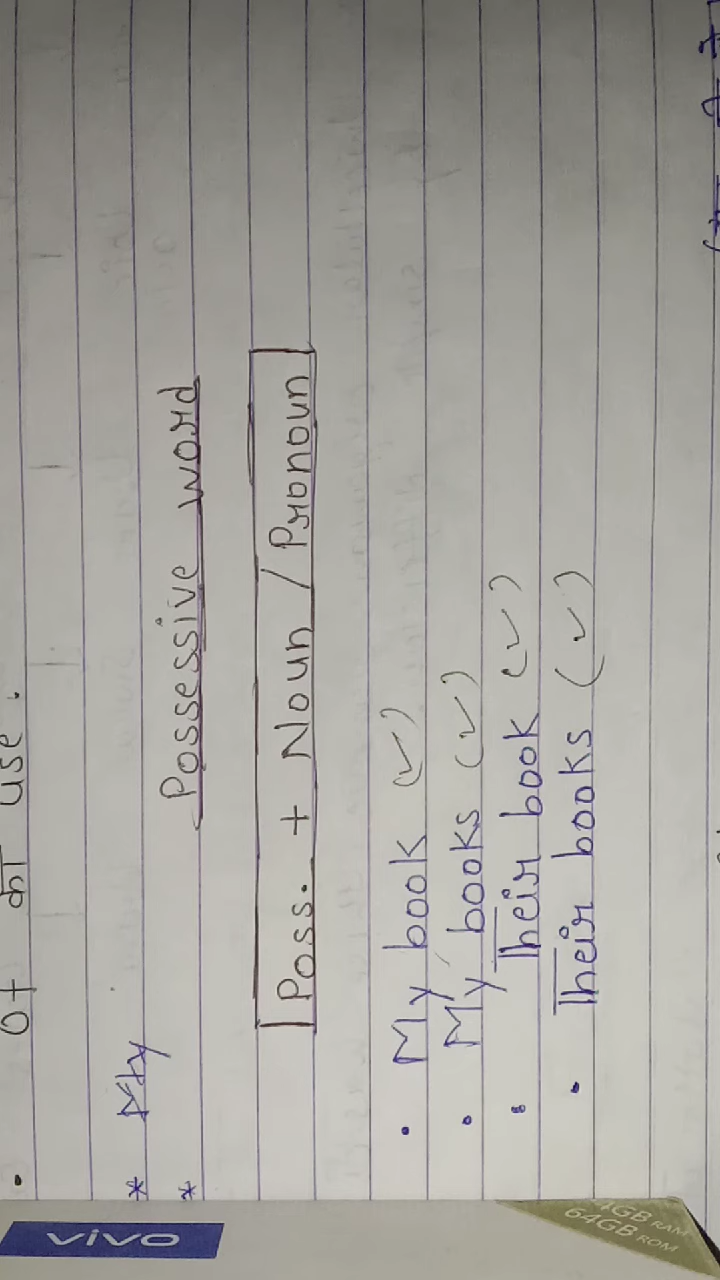 • of का use.
*
* Possessive word
Poss. + Noun / Pronoun
• My book (✓)
• My books (✓)
• Their book (✓)
• Their books (✓)
vivo
4GB RAM
64GB ROM